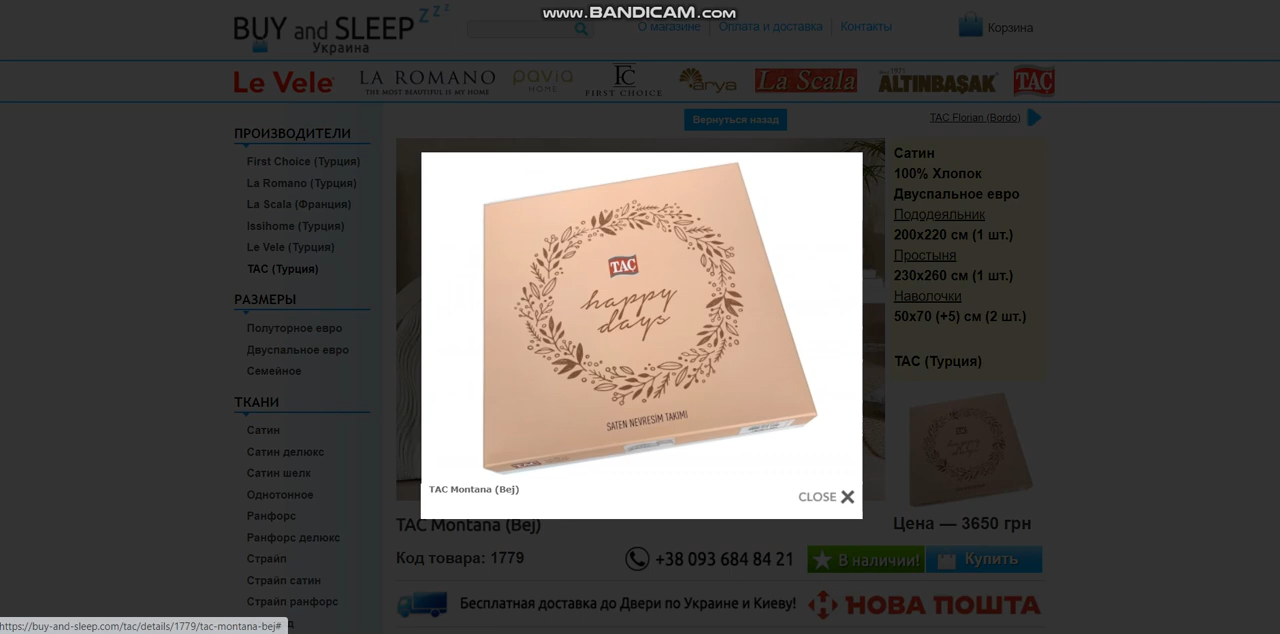 www.BANDICAM.com
BUY and SLEEP zzz
Украина
О магазине
Оплата и доставка
Контакты
Корзина
Le Vele
LA ROMANO
THE MOST BEAUTIFUL IS MY HOME
pavia
HOME
FC
FIRST CHOICE
arya
La Scala
ALTINBAŞAK
TAC
Вернуться назад
TAC Florian (Bordo)
ПРОИЗВОДИТЕЛИ
First Choice (Турция)
La Romano (Турция)
La Scala (Франция)
Issihome (Турция)
Le Vele (Турция)
TAC (Турция)
РАЗМЕРЫ
Полуторное евро
Двуспальное евро
Семейное
ТКАНИ
Сатин
Сатин делюкс
Сатин шелк
Однотонное
Ранфорс
Ранфорс делюкс
Страйп
Страйп сатин
Страйп ранфорс
TAC
happy
days
SATEN NEVRESİM TAKIMI
TAC Montana (Bej)
CLOSE
Сатин
100% Хлопок
Двуспальное евро
Пододеяльник
200x220 см (1 шт.)
Простыня
230x260 см (1 шт.)
Наволочки
50x70 (+5) см (2 шт.)
TAC (Турция)
TAC Montana (Bej)
Цена — 3650 грн
Код товара: 1779
+38 093 684 84 21
В наличии!
Купить
Бесплатная доставка до Двери по Украине и Киеву!
НОВА ПОШТА
https://buy-and-sleep.com/tac/details/1779/tac-montana-bej#